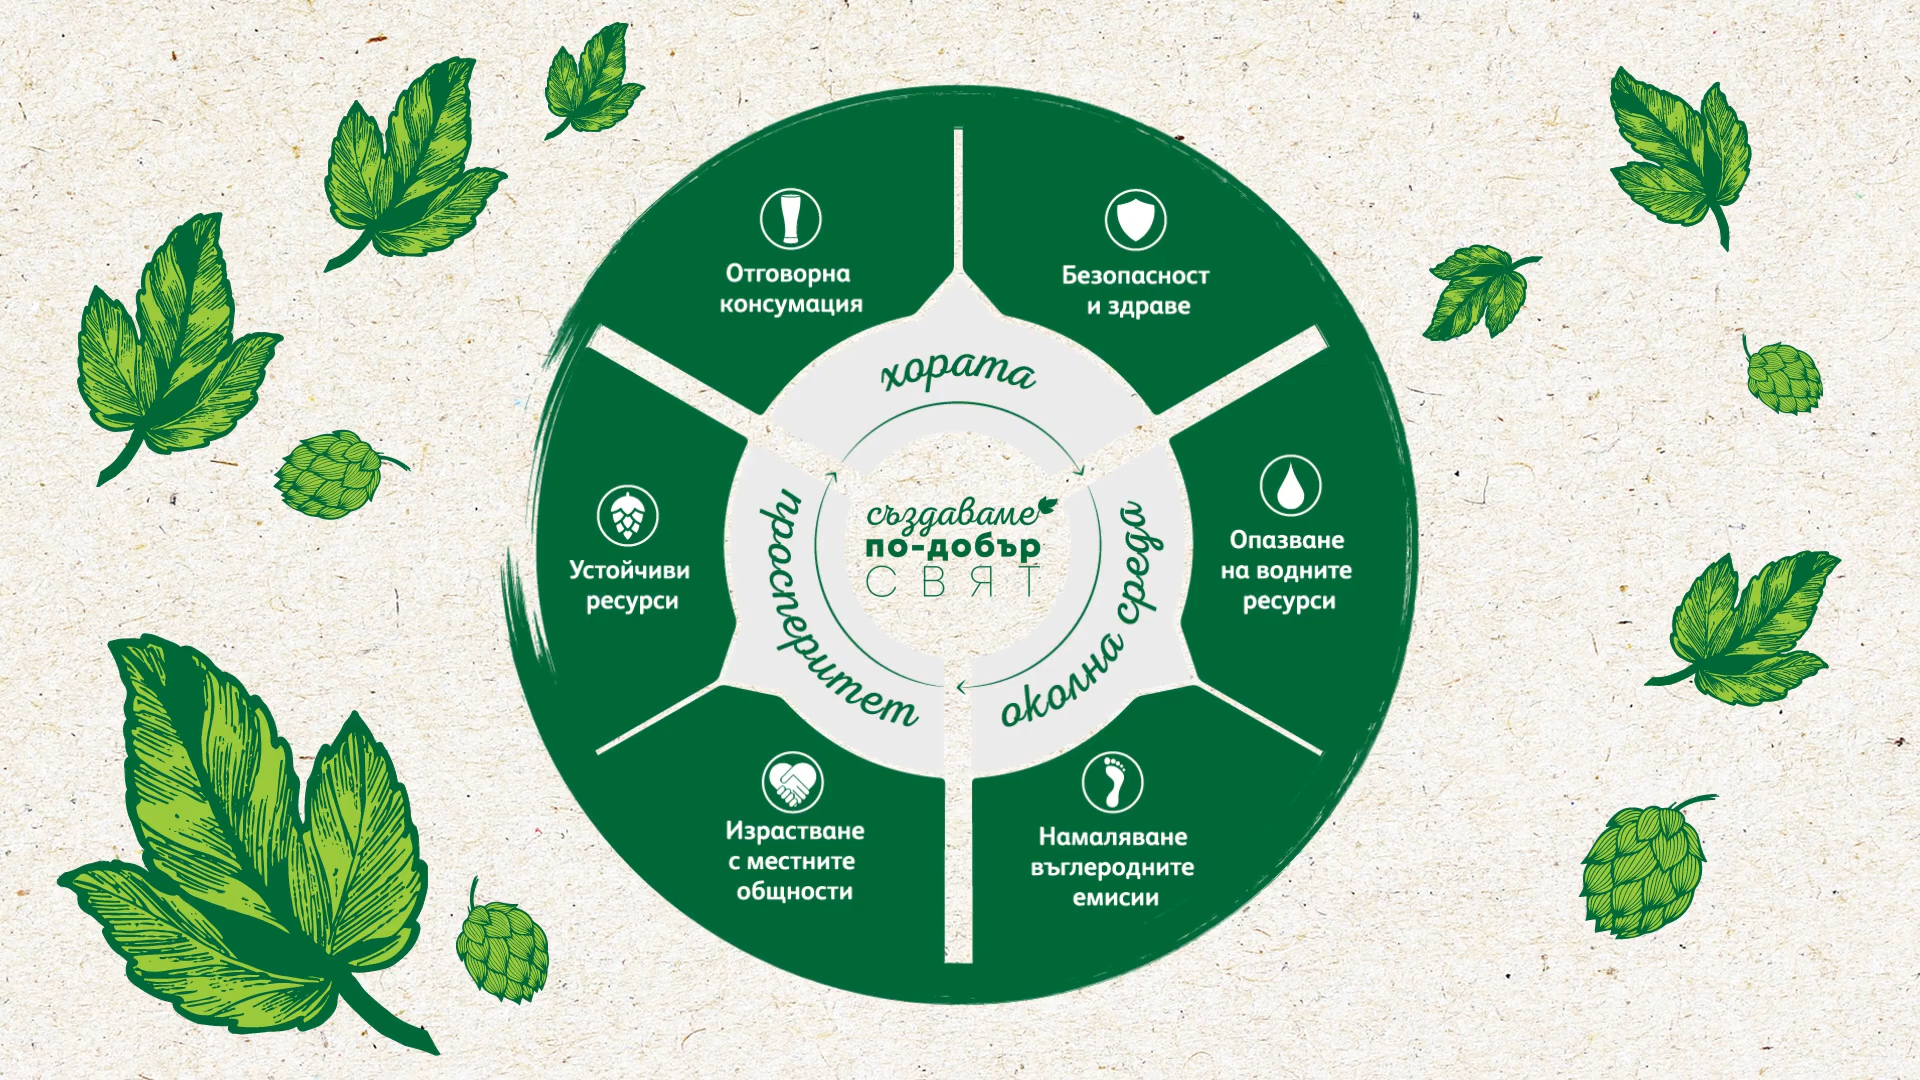 Отговорна
консумация
Безопасност
и здраве
хората
Устойчиви
ресурси
просперитет
създаваме
по-добър
СВЯТ
околна среда
Опазване
на водните
ресурси
Израстване
с местните
общности
Намаляване
въглеродните
емисии